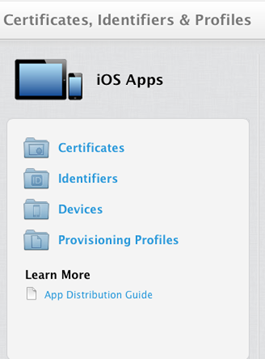 Certificates, Identifiers & Profiles
iOS Apps
Certificates
Identifiers
Devices
Provisioning Profiles
Learn More
App Distribution Guide